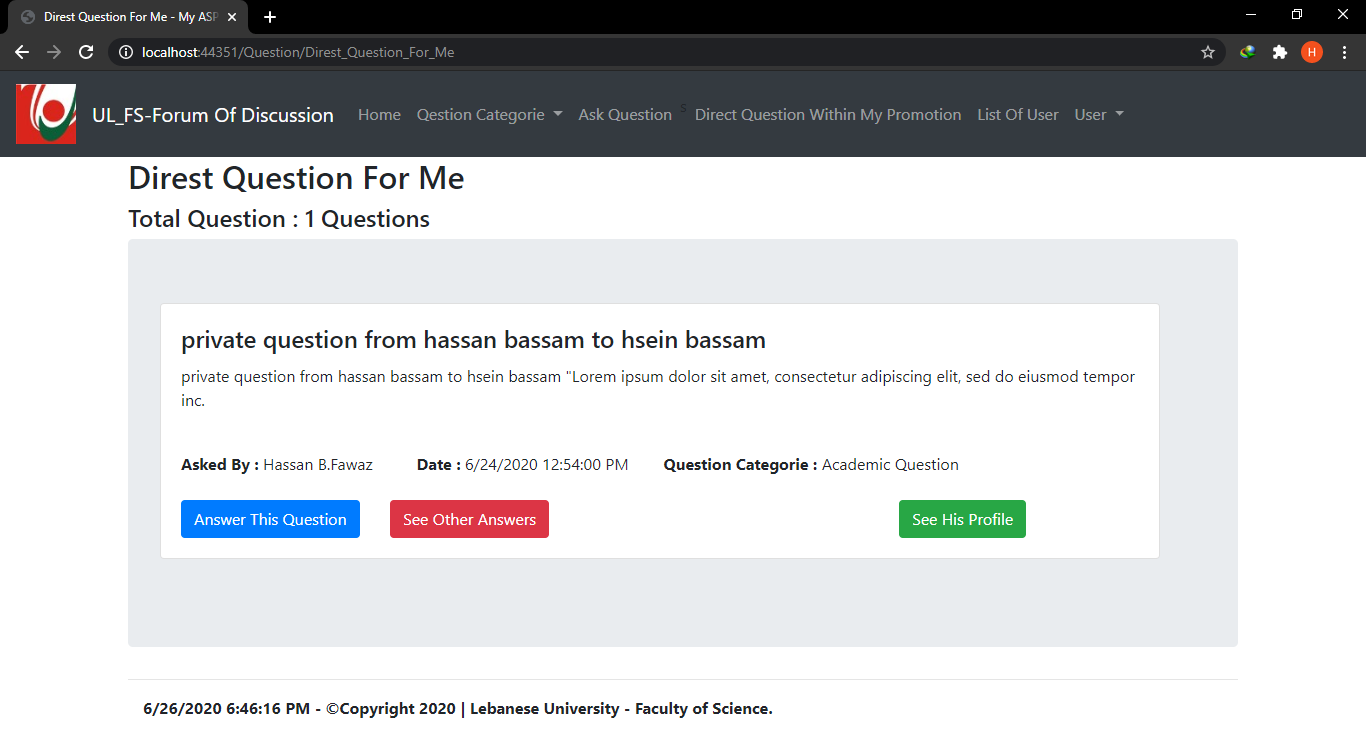 Direst Question For Me - My ASP
localhost:44351/Question/Direst_Question_For_Me
H
UL_FS-Forum Of Discussion Home Qestion Categorie Ask Question s Direct Question Within My Promotion List Of User User
Direst Question For Me
Total Question : 1 Questions
private question from hassan bassam to hsein bassam
private question from hassan bassam to hsein bassam "Lorem ipsum dolor sit amet, consectetur adipiscing elit, sed do eiusmod tempor
inc.
Asked By : Hassan B.Fawaz Date : 6/24/2020 12:54:00 PM Question Categorie : Academic Question
Answer This Question See Other Answers See His Profile
6/26/2020 6:46:16 PM - ©Copyright 2020 | Lebanese University - Faculty of Science.